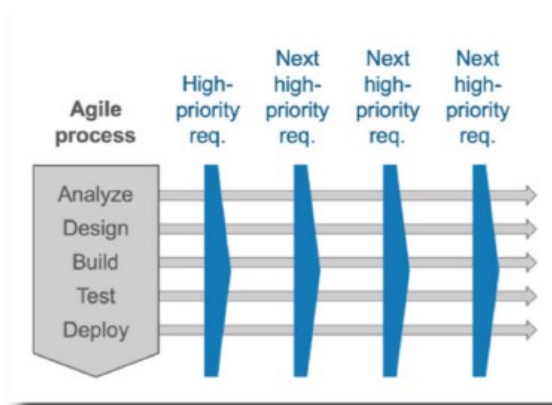 Agile
process
High-
priority
req.
Next
high-
priority
req.
Next
high-
priority
req.
Next
high-
priority
req.
Analyze
Design
Build
Test
Deploy